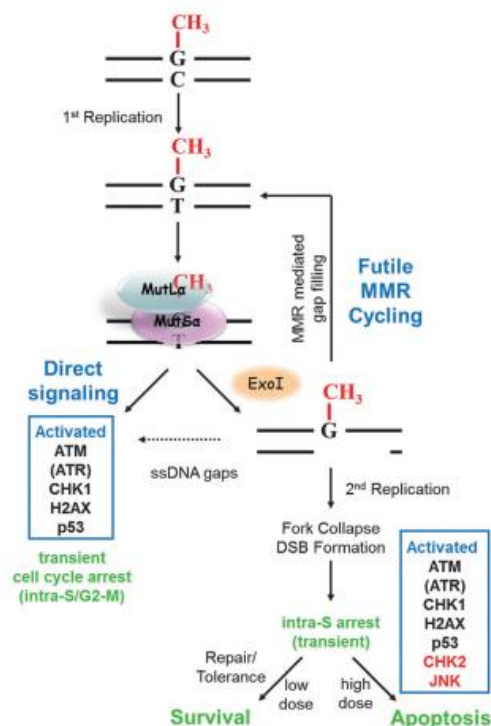 CH3
G
C
1st Replication
CH3
G
T
CH3
MutLα
MutSα
T
MMR mediated
gap filling
Futile
MMR
Cycling
Direct
signaling
ExoI
CH3
G
Activated
ATM
(ATR)
CHK1
H2AX
p53
ssDNA gaps
2nd Replication
transient
cell cycle arrest
(intra-S/G2-M)
Fork Collapse
DSB Formation
Activated
ATM
(ATR)
CHK1
H2AX
p53
CHK2
JNK
intra-S arrest
(transient)
Repair/
Tolerance
low
dose
high
dose
Survival
Apoptosis